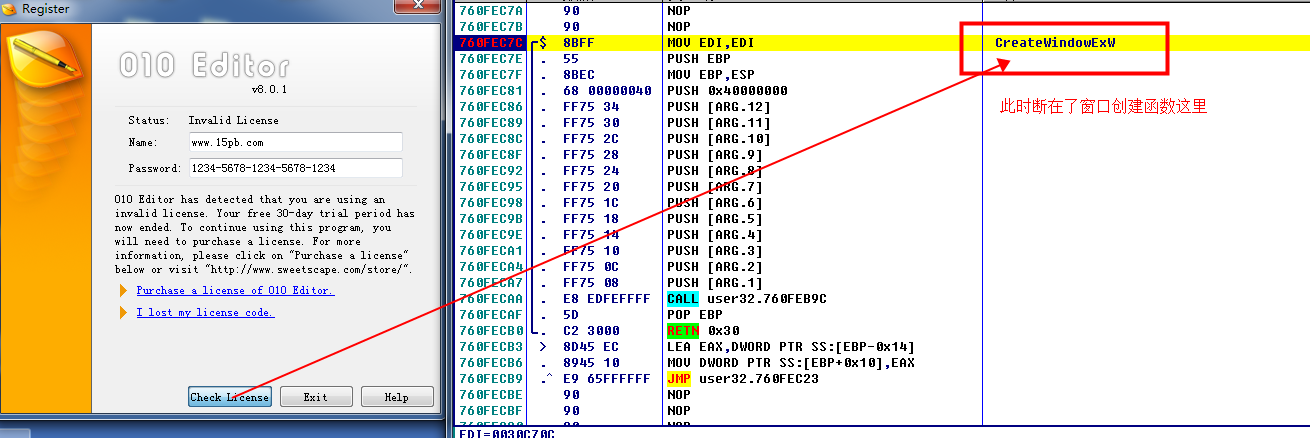 Register
010 Editor
v8.0.1
Status: Invalid License
Name: www.15pb.com
Password: 1234-5678-1234-5678-1234
010 Editor has detected that you are using an
invalid license. Your free 30-day trial period has
now ended. To continue using this program, you
will need to purchase a license. For more
information, please click on "Purchase a license"
below or visit "http://www.sweetscape.com/store/".
Purchase a license of 010 Editor.
I lost my license code.
Check License Exit Help
760FEC7A 90 NOP
760FEC7B 90 NOP
760FEC7C $ 8BFF MOV EDI,EDI CreateWindowExW
760FEC7E . 55 PUSH EBP
760FEC7F . 8BEC MOV EBP,ESP
760FEC81 . 68 00000040 PUSH 0x40000000
760FEC86 . FF75 34 PUSH [ARG.12]
760FEC89 . FF75 30 PUSH [ARG.11]
760FEC8C . FF75 2C PUSH [ARG.10]
760FEC8F . FF75 28 PUSH [ARG.9]
760FEC92 . FF75 24 PUSH [ARG.8]
760FEC95 . FF75 20 PUSH [ARG.7]
760FEC98 . FF75 1C PUSH [ARG.6]
760FEC9B . FF75 18 PUSH [ARG.5]
760FEC9E . FF75 14 PUSH [ARG.4]
760FECA1 . FF75 10 PUSH [ARG.3]
760FECA4 . FF75 0C PUSH [ARG.2]
760FECA7 . FF75 08 PUSH [ARG.1]
760FECAA . E8 EDFEFFFF CALL user32.760FEB9C
760FECAF . 5D POP EBP
760FECB0 . C2 3000 RETN 0x30
760FECB3 > 8D45 EC LEA EAX,DWORD PTR SS:[EBP-0x14]
760FECB6 . 8945 10 MOV DWORD PTR SS:[EBP+0x10],EAX
760FECB9 .^ E9 65FFFFFF JMP user32.760FEC23
760FECBE 90 NOP
760FECBF 90 NOP
此时断在了窗口创建函数这里
EDI=0030C70C